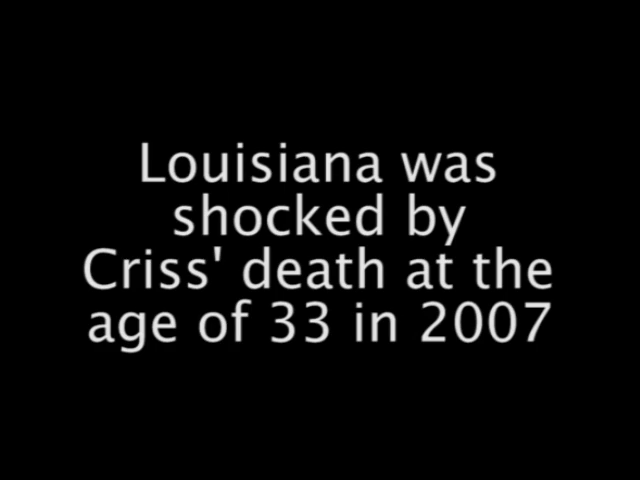 Louisiana was
shocked by
Criss' death at the
age of 33 in 2007